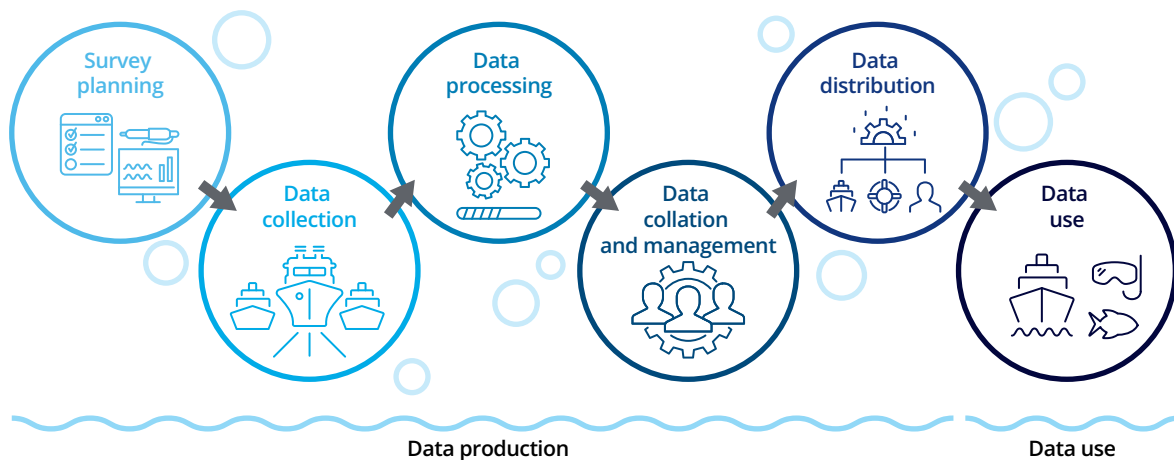 Survey
planning
Data
collection
Data
processing
Data
collation
and management
Data
distribution
Data
use
Data production
Data use